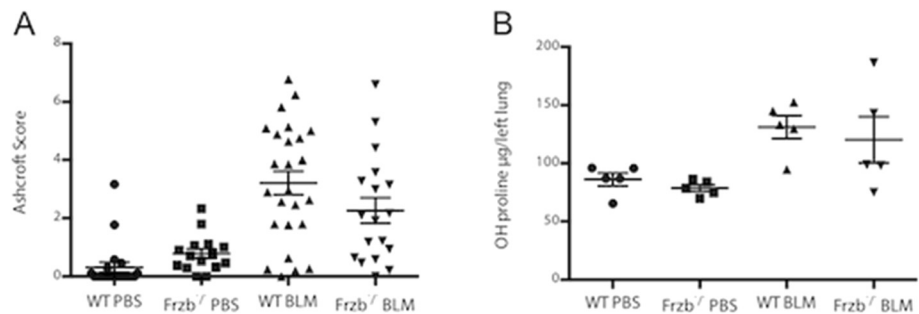 A
8
6
4
2
0
Ashcroft Score
WT PBS
Frzb-/- PBS
WT BLM
Frzb-/- BLM
B
200
150
100
50
0
OH proline µg/left lung
WT PBS
Frzb-/- PBS
WT BLM
Frzb-/- BLM